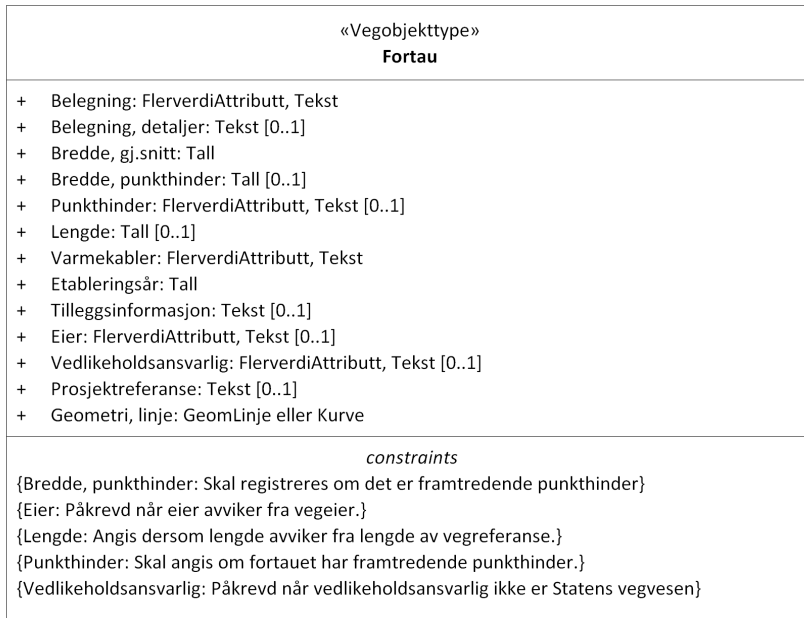 «Vegobjekttype»
Fortau
+ Belegning: FlerverdiAttributt, Tekst
+ Belegning, detaljer: Tekst [0..1]
+ Bredde, gj.snitt: Tall
+ Bredde, punkthinder: Tall [0..1]
+ Punkthinder: FlerverdiAttributt, Tekst [0..1]
+ Lengde: Tall [0..1]
+ Varmekabler: FlerverdiAttributt, Tekst
+ Etableringsår: Tall
+ Tilleggsinformasjon: Tekst [0..1]
+ Eier: FlerverdiAttributt, Tekst [0..1]
+ Vedlikeholdsansvarlig: FlerverdiAttributt, Tekst [0..1]
+ Prosjektreferanse: Tekst [0..1]
+ Geometri, linje: GeomLinje eller Kurve
constraints
{Bredde, punkthinder: Skal registreres om det er framtredende punkthinder}
{Eier: Påkrevd når eier avviker fra vegeier.}
{Lengde: Angis dersom lengde avviker fra lengde av vegreferanse.}
{Punkthinder: Skal angis om fortauet har framtredende punkthinder.}
{Vedlikeholdsansvarlig: Påkrevd når vedlikeholdsansvarlig ikke er Statens vegvesen}